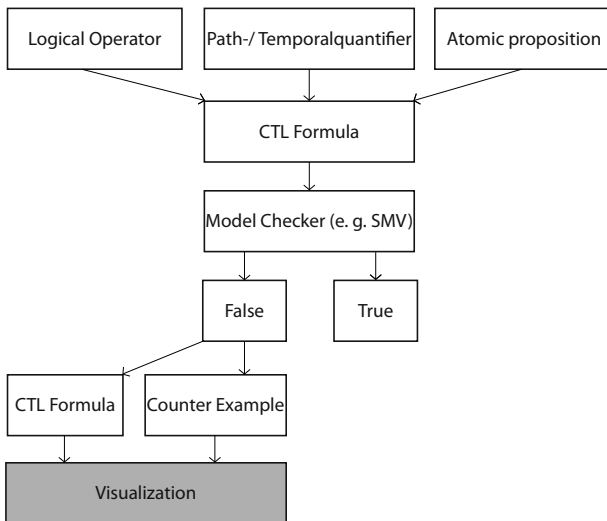 Logical Operator
Path-/ Temporalquantifier
Atomic proposition
CTL Formula
Model Checker (e. g. SMV)
False
True
CTL Formula
Counter Example
Visualization